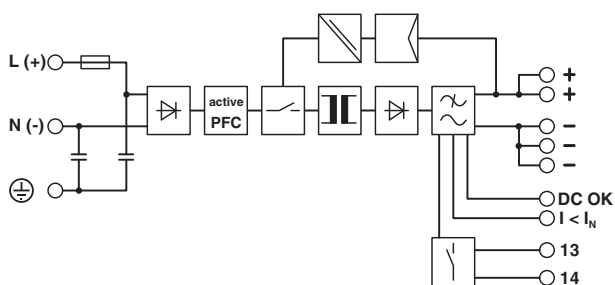 L (+)
active
PFC
+
+
N (-)
–
–
–
DC OK
I < IN
13
14